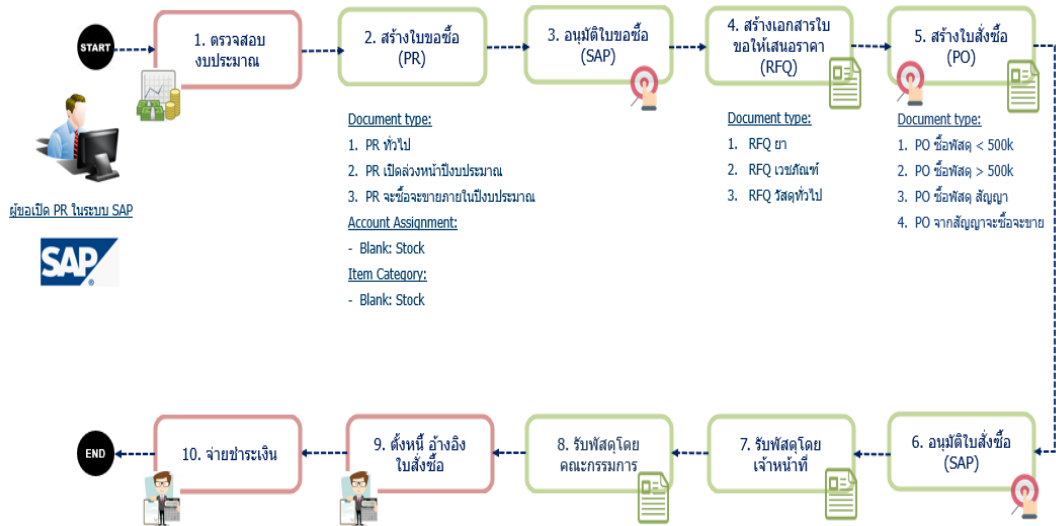 START
1. ตรวจสอบ
งบประมาณ
2. สร้างใบขอซื้อ
(PR)
3. อนุมัติใบขอซื้อ
(SAP)
4. สร้างเอกสารใบ
ขอให้เสนอราคา
(RFQ)
5. สร้างใบสั่งซื้อ
(PO)
ผู้ขอเปิด PR ในระบบ SAP
SAP
Document type:
1. PR ทั่วไป
2. PR เปิดล่วงหน้าปีงบประมาณ
3. PR จะซื้อจะขายภายในปีงบประมาณ
Account Assignment:
- Blank: Stock
Item Category:
- Blank: Stock
Document type:
1. RFQ ยา
2. RFQ เวชภัณฑ์
3. RFQ วัสดุทั่วไป
Document type:
1. PO ซื้อพัสดุ < 500k
2. PO ซื้อพัสดุ > 500k
3. PO ซื้อพัสดุ สัญญา
4. PO จากสัญญาจะซื้อจะขาย
END
10. จ่ายชำระเงิน
9. ตั้งหนี้ อ้างอิง
ใบสั่งซื้อ
8. รับพัสดุโดย
คณะกรรมการ
7. รับพัสดุโดย
เจ้าหน้าที่
6. อนุมัติใบสั่งซื้อ
(SAP)